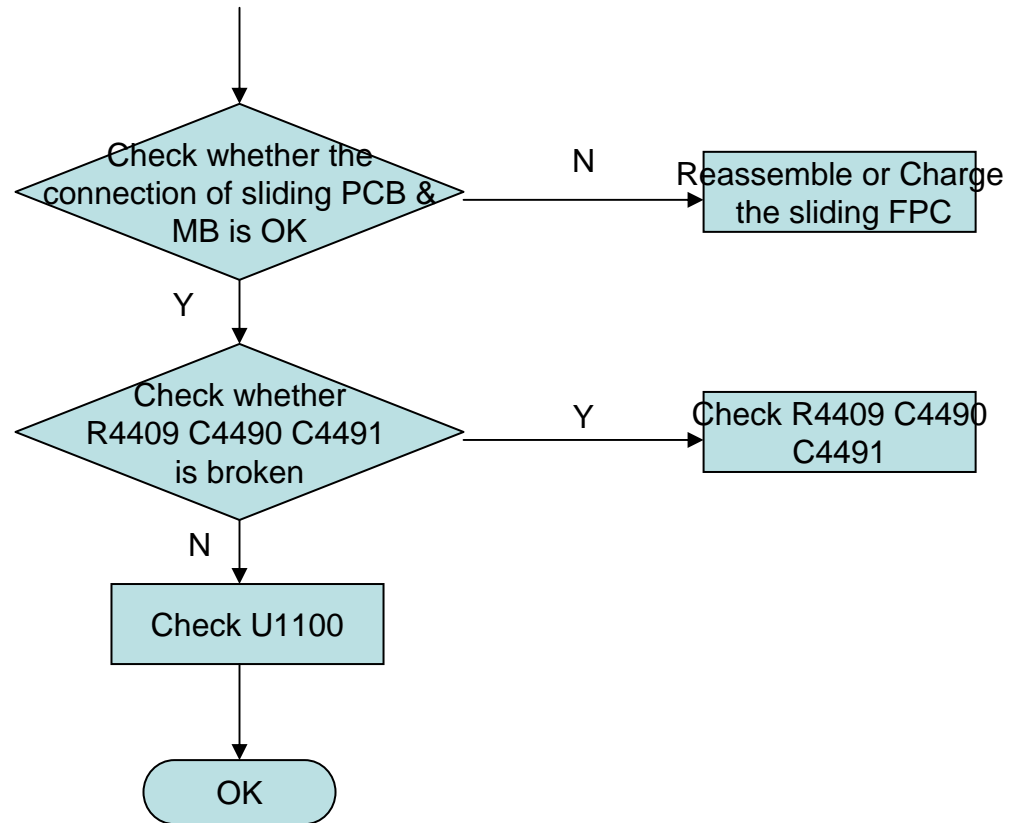 Check whether the
connection of sliding PCB &
MB is OK
N
Reassemble or Charge
the sliding FPC
Y
Check whether
R4409 C4490 C4491
is broken
Y
Check R4409 C4490
C4491
N
Check U1100
OK